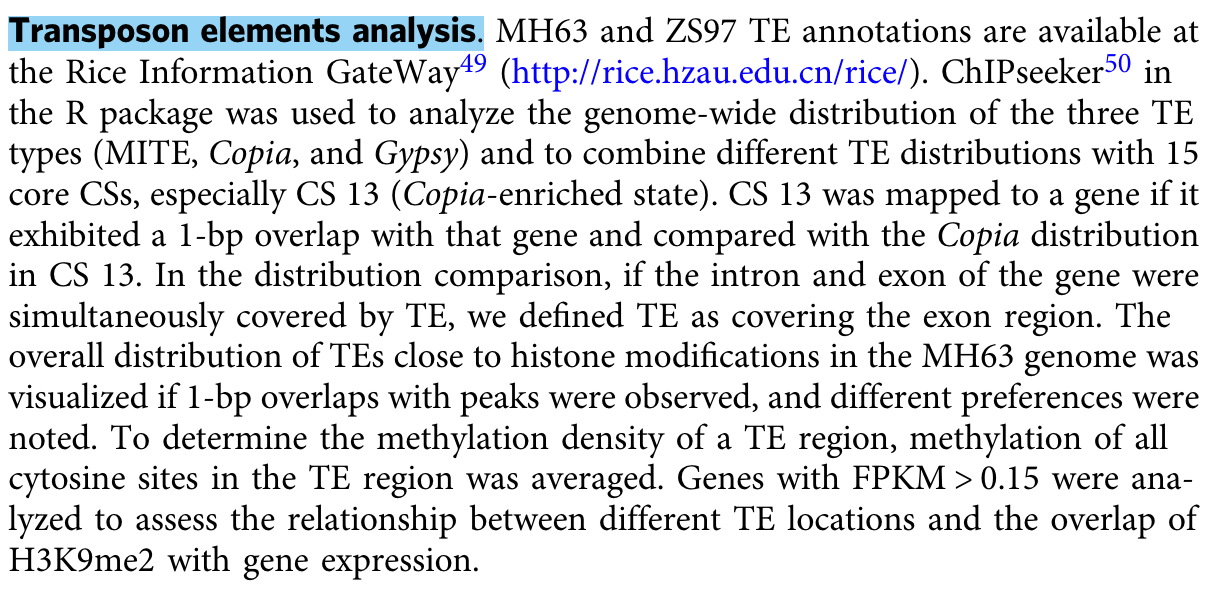 Transposon elements analysis. MH63 and ZS97 TE annotations are available at
the Rice Information GateWay49 (http://rice.hzau.edu.cn/rice/). ChIPseeker50 in
the R package was used to analyze the genome-wide distribution of the three TE
types (MITE, Copia, and Gypsy) and to combine different TE distributions with 15
core CSs, especially CS 13 (Copia-enriched state). CS 13 was mapped to a gene if it
exhibited a 1-bp overlap with that gene and compared with the Copia distribution
in CS 13. In the distribution comparison, if the intron and exon of the gene were
simultaneously covered by TE, we defined TE as covering the exon region. The
overall distribution of TEs close to histone modifications in the MH63 genome was
visualized if 1-bp overlaps with peaks were observed, and different preferences were
noted. To determine the methylation density of a TE region, methylation of all
cytosine sites in the TE region was averaged. Genes with FPKM > 0.15 were ana-
lyzed to assess the relationship between different TE locations and the overlap of
H3K9me2 with gene expression.